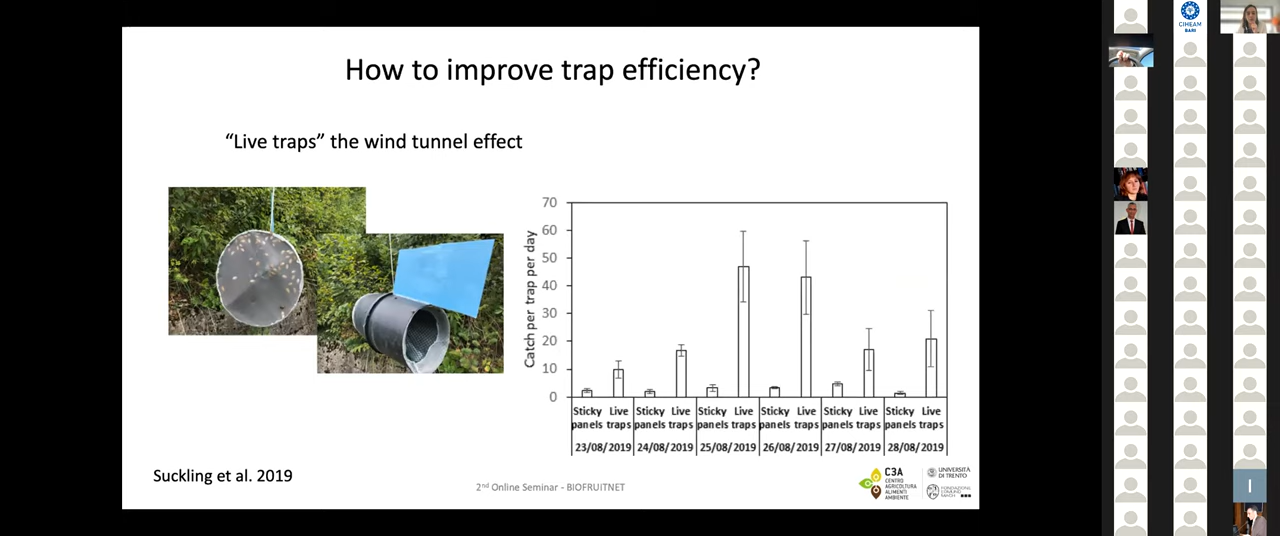 How to improve trap efficiency?
“Live traps” the wind tunnel effect
Catch per trap per day
70
60
50
40
30
20
10
0
Sticky panels
Live traps
Sticky panels
Live traps
Sticky panels
Live traps
Sticky panels
Live traps
Sticky panels
Live traps
Sticky panels
Live traps
23/08/2019
24/08/2019
25/08/2019
26/08/2019
27/08/2019
28/08/2019
Suckling et al. 2019
2nd Online Seminar - BIOFRUITNET
C3A
CENTRO
AGRICOLTURA
ALIMENTI
AMBIENTE
UNIVERSITÀ
DI TRENTO
FONDAZIONE
EDMUND
MACH
CIHEAM
BARI
I